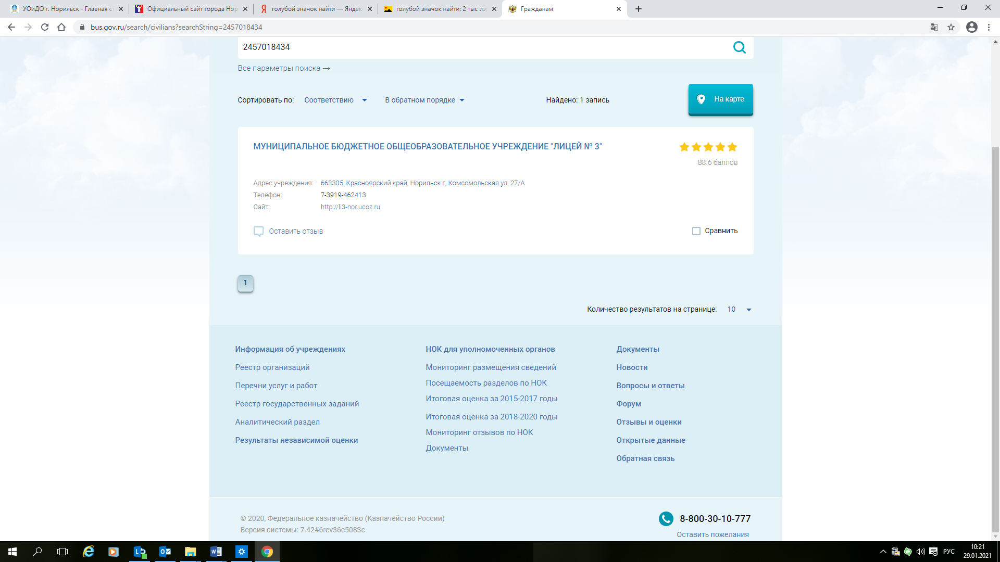 УОиДО г. Норильск - Главная ст
Официальный сайт города Нор
голубой значок найти — Яндекс
голубой значок найти: 2 тыс изо
Гражданам
bus.gov.ru/search/civilians?searchString=2457018434
2457018434
Все параметры поиска →
Сортировать по: Соответствию В обратном порядке Найдено: 1 запись На карте
МУНИЦИПАЛЬНОЕ БЮДЖЕТНОЕ ОБЩЕОБРАЗОВАТЕЛЬНОЕ УЧРЕЖДЕНИЕ "ЛИЦЕЙ № 3"
88.6 баллов
Адрес учреждения: 663305, Красноярский край, Норильск г, Комсомольская ул, 27/А
Телефон: 7-3919-462413
Сайт: http://li3-nor.ucoz.ru
Оставить отзыв Сравнить
1
Количество результатов на странице: 10
Информация об учреждениях
Реестр организаций
Перечни услуг и работ
Реестр государственных заданий
Аналитический раздел
Результаты независимой оценки
НОК для уполномоченных органов
Мониторинг размещения сведений
Посещаемость разделов по НОК
Итоговая оценка за 2015-2017 годы
Итоговая оценка за 2018-2020 годы
Мониторинг отзывов по НОК
Документы
Документы
Новости
Вопросы и ответы
Форум
Отзывы и оценки
Открытые данные
Обратная связь
© 2020, Федеральное казначейство (Казначейство России)
Версия системы: 7.42#6rev36c5083c
8-800-30-10-777
Оставить пожелания
РУС
10:21
29.01.2021